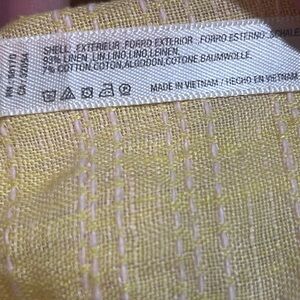 SHELL, EXTERIEUR, FORRO EXTERIOR, FORRO ESTERNO, SCHALE
93% LINEN, LIN, LINO, LINO, LEINEN,
7% COTTON, COTON, ALGODON, COTONE, BAUMWOLLE.
MADE IN VIETNAM / HECHO EN VIETNAM